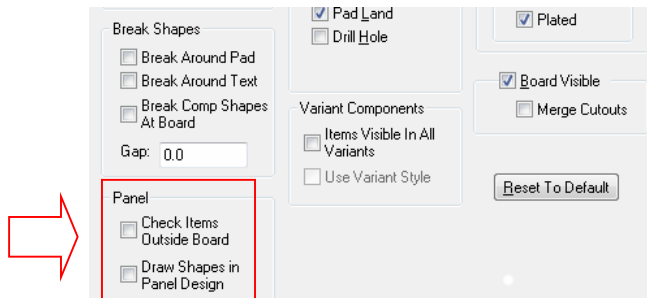 Break Shapes
Break Around Pad
Break Around Text
Break Comp Shapes
At Board
Gap: 0.0
Panel
Check Items
Outside Board
Draw Shapes in
Panel Design
Pad Land
Drill Hole
Variant Components
Items Visible In All
Variants
Use Variant Style
Plated
Board Visible
Merge Cutouts
Reset To Default